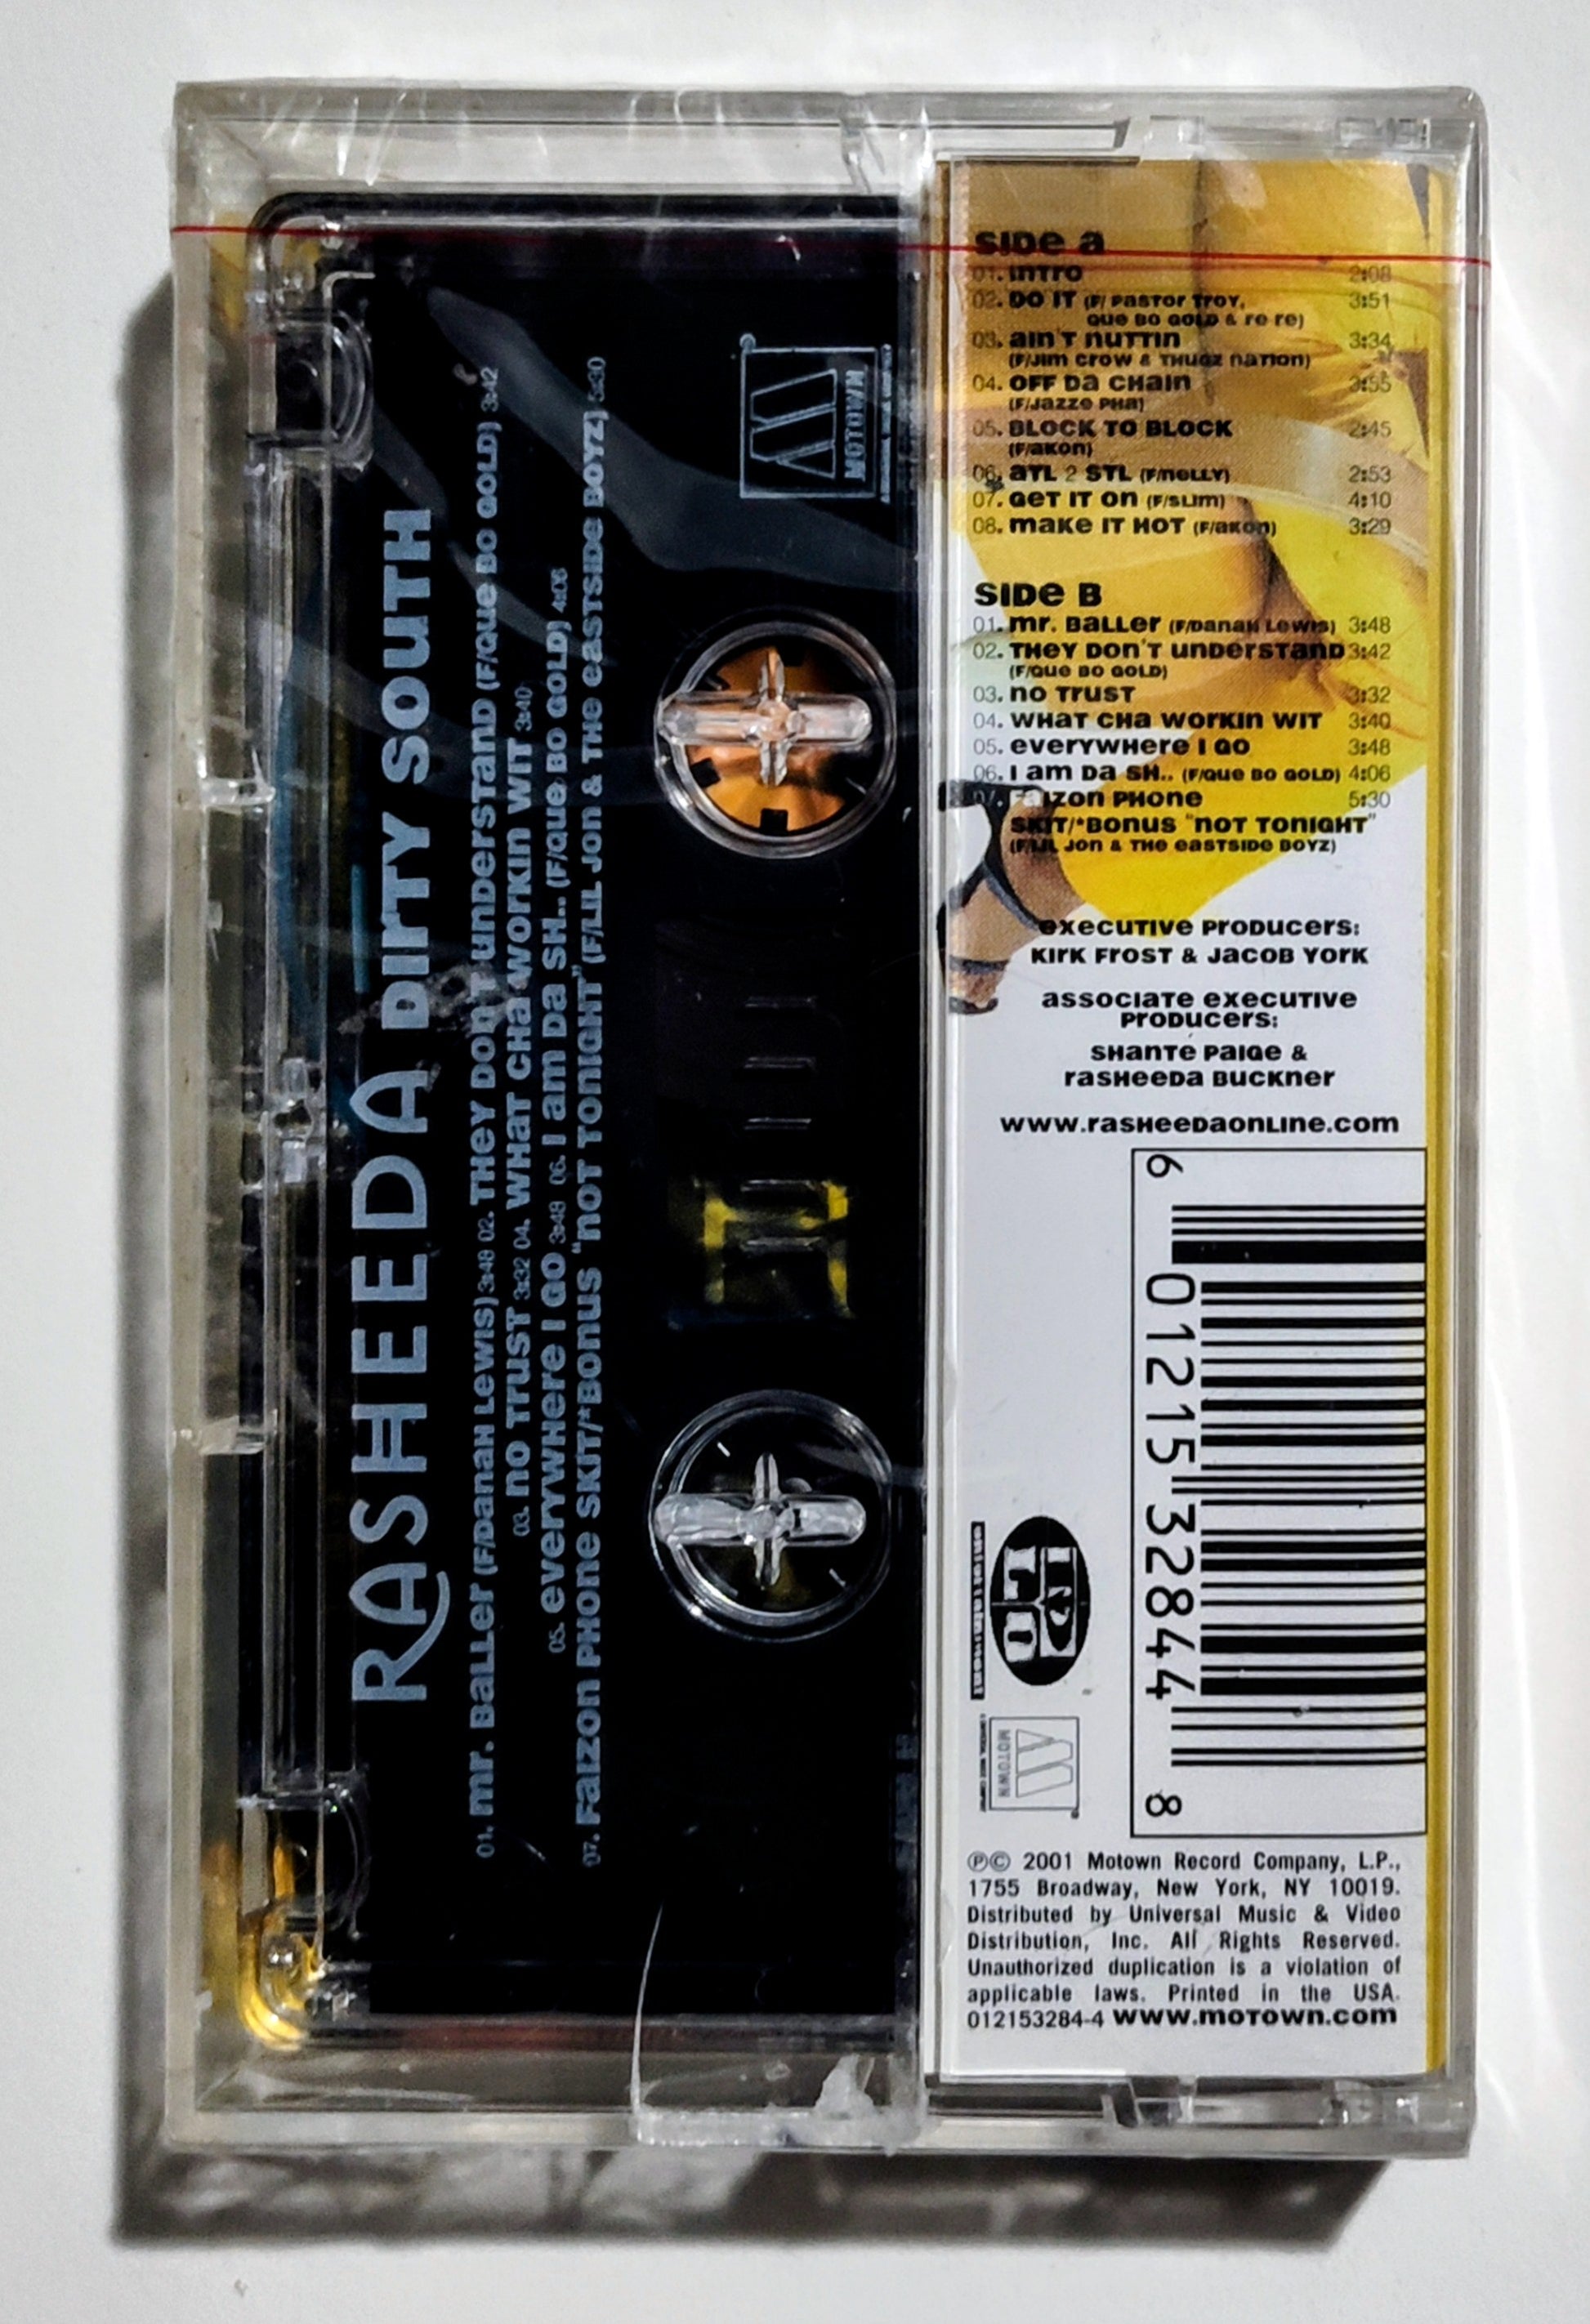 RASHEEDA DIRTY SOUTH
01. mr. BALLER (F/DANAH LEWIS) 3:48 02. THEY DON'T UNDERSTAND (F/QUE BO GOLD) 3:42
03. NO TRUST 3:32 04. WHAT CHA WORKIN WIT 3:40
05. EVERYWHERE I GO 3:48 06. I am DA SH.. (F/QUE BO GOLD) 4:06
07. FAIZON PHONE SKIT/*BONUS "NOT TONIGHT" (F/LIL JON & THE EASTSIDE BOYZ) 5:30
MOTOWN
SIDE a
01. INTRO 2:08
02. DO IT (F/ PASTOR TROY, 3:51
QUE BO GOLD & re re)
03. ain'T nUTTIN 3:34
(F/JIM CROW & THUGZ NATION)
04. OFF Da CHain 3:55
(F/JAZZE PHA)
05. BLOCK TO BLOCK 2:45
(F/AKON)
06. aTL 2 STL (F/nELLY) 2:53
07. GET IT On (F/SLIM) 4:10
08. make IT HOT (F/akon) 3:29
SIDE B
01. mr. BALLER (F/DANAH LEWIS) 3:48
02. THEY DON'T UNDERSTAND 3:42
(F/QUE BO GOLD)
03. no TRUST 3:32
04. WHAT CHa WORKIN WIT 3:40
05. everYWHere I GO 3:48
06. I am Da SH.. (F/QUE BO GOLD) 4:06
07. FAIZON PHONE 5:30
SKIT/*BONUS "NOT TONIGHT"
(F/LIL JON & THE EASTSIDE BOYZ)
executive Producers:
KIRK FROST & JACOB YORK
associate executive
Producers:
SHANTE PAIGE &
rasheeda BUCKNER
www.rasheedaonline.com
6 01215 32844 8
INDLO
ENTERTAINMENT
MOTOWN
℗© 2001 Motown Record Company, L.P.,
1755 Broadway, New York, NY 10019.
Distributed by Universal Music & Video
Distribution, Inc. All Rights Reserved.
Unauthorized duplication is a violation of
applicable laws. Printed in the USA.
012153284-4 www.motown.com